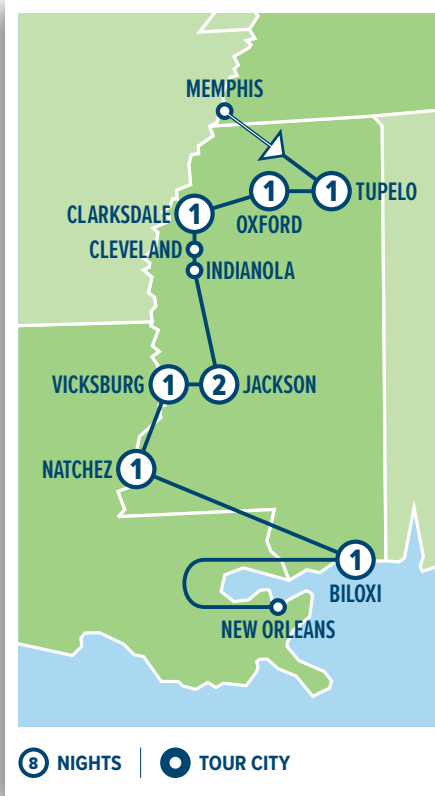 MEMPHIS
1 1 TUPELO
OXFORD
CLARKSDALE 1
CLEVELAND
INDIANOLA
VICKSBURG 1 2 JACKSON
NATCHEZ 1
1
BILOXI
NEW ORLEANS
8 NIGHTS | TOUR CITY